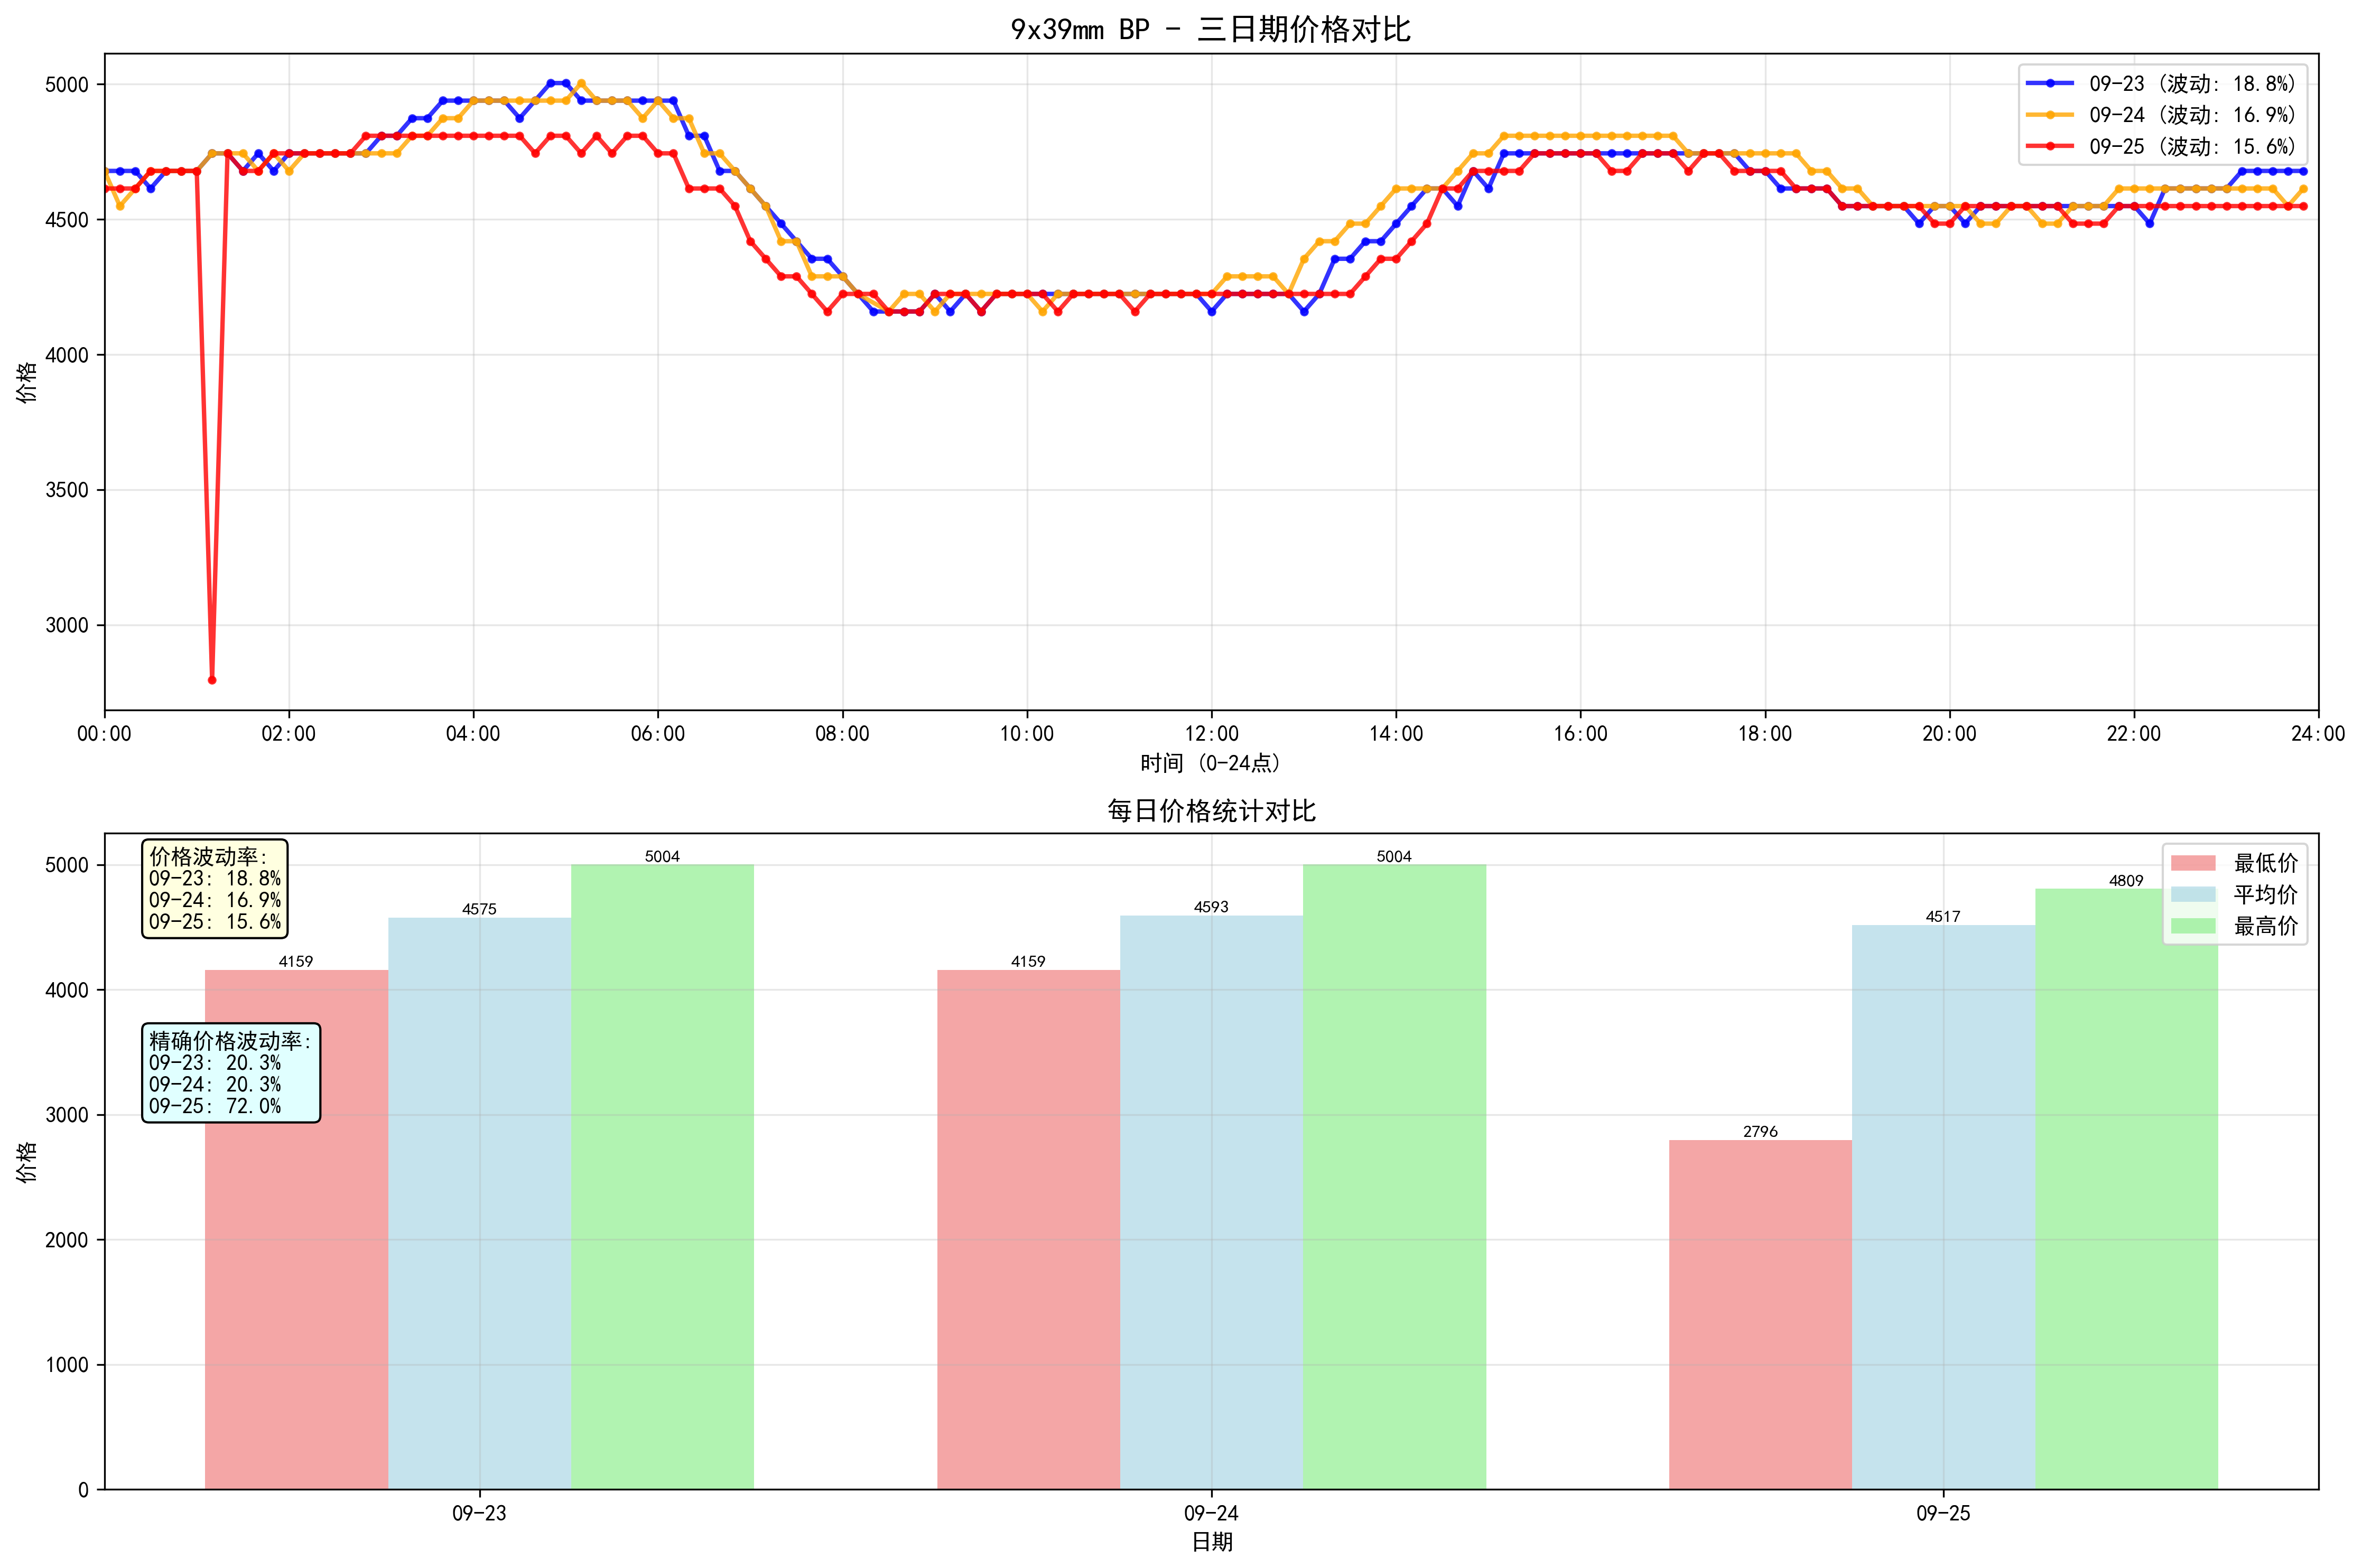 9x39mm BP - 三日期价格对比
09-23 (波动: 18.8%)
09-24 (波动: 16.9%)
09-25 (波动: 15.6%)
5000
4500
4000
3500
3000
价格
00:00 02:00 04:00 06:00 08:00 10:00 12:00 14:00 16:00 18:00 20:00 22:00 24:00
时间 (0-24点)
每日价格统计对比
价格波动率:
09-23: 18.8%
09-24: 16.9%
09-25: 15.6%
精确价格波动率:
09-23: 20.3%
09-24: 20.3%
09-25: 72.0%
最低价
平均价
最高价
4159 4575 5004 4159 4593 5004 2796 4517 4809
5000
4000
3000
2000
1000
0
价格
09-23 09-24 09-25
日期